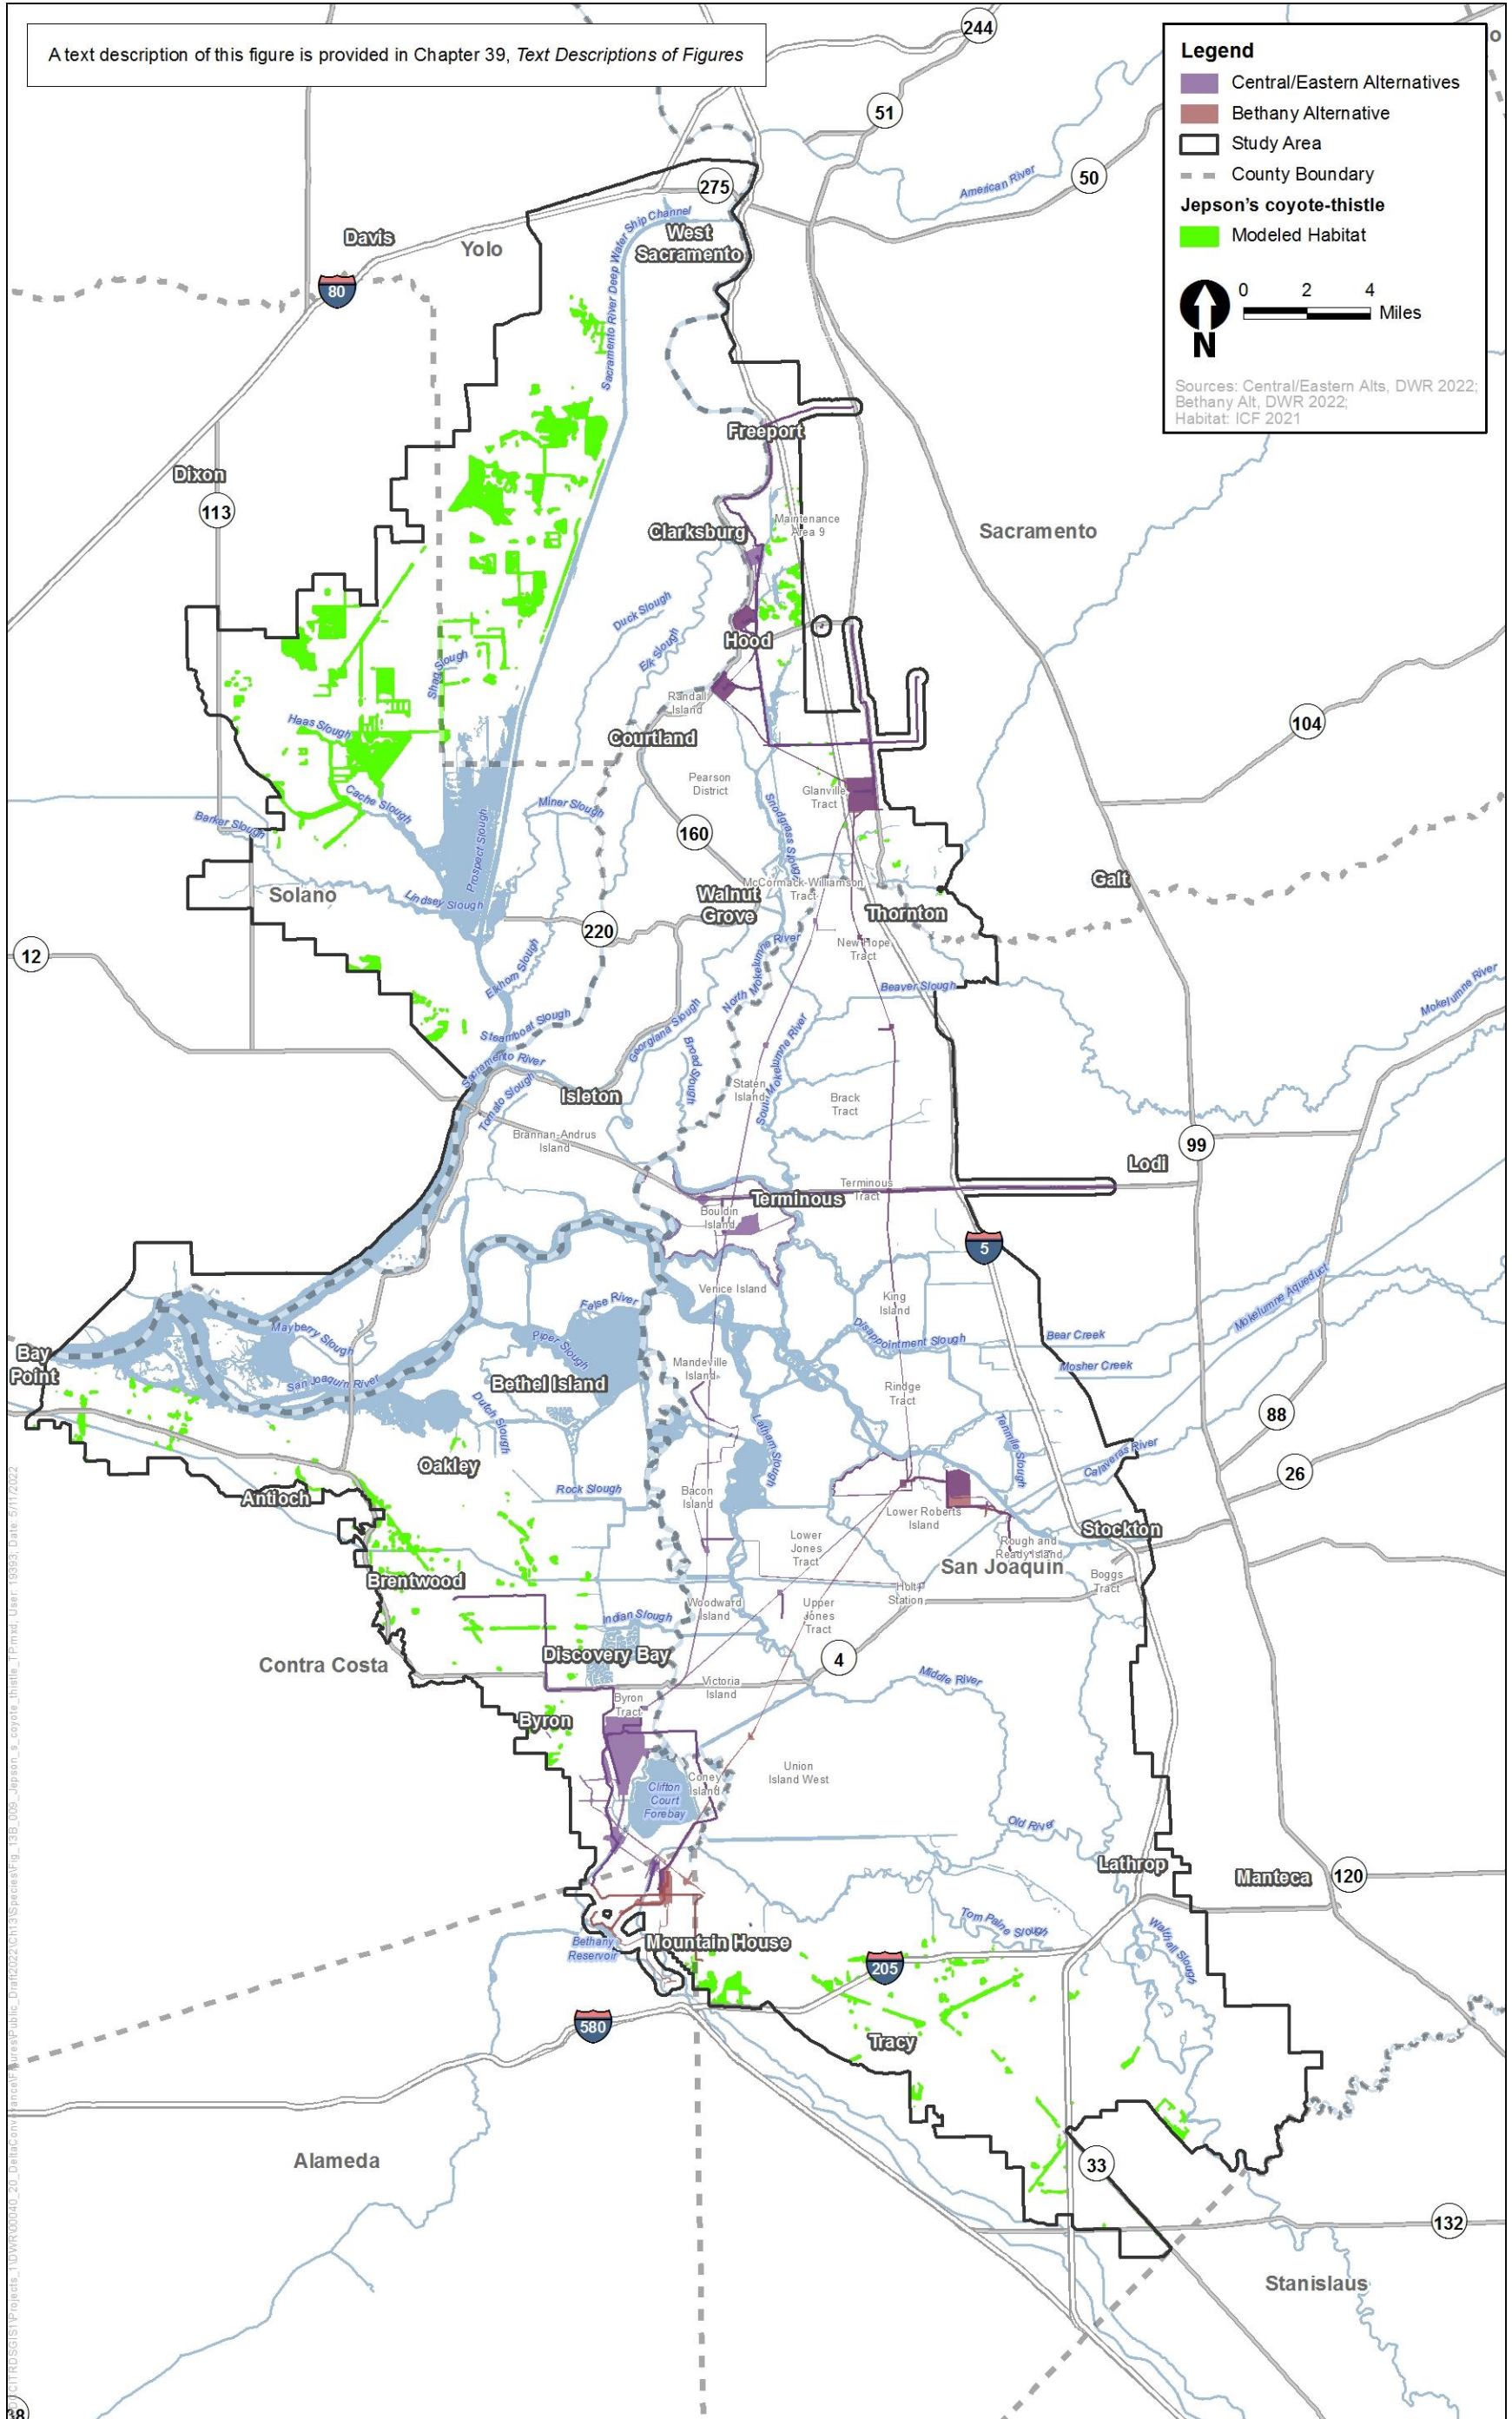 A text description of this figure is provided in Chapter 39, Text Descriptions of Figures
Legend
Central/Eastern Alternatives
Bethany Alternative
Study Area
County Boundary
Jepson's coyote-thistle
Modeled Habitat
0 2 4
Miles
N
Sources: Central/Eastern Alts, DWR 2022;
Bethany Alt, DWR 2022;
Habitat: ICF 2021
244
51
50
American River
275
Sacramento River Deep Water Ship Channel
West
Sacramento
Davis
Yolo
80
Freeport
Dixon
113
Clarksburg
Maintenance
Area 9
Sacramento
Duck Slough
Elk Slough
Hood
Shag Slough
Randall
Island
Haas Slough
Courtland
104
Pearson
District
Glanville
Tract
Cache Slough
Miner Slough
Snodgrass Slough
Barker Slough
160
Prospect Slough
McCormack-Williamson
Tract
Galt
Solano
Lindsey Slough
Walnut
Grove
Thornton
220
12
New Hope
Tract
North Mokelumne River
Elkhorn Slough
Beaver Slough
Mokelumne River
Georgiana Slough
Steamboat Slough
Sacramento River
Broad Slough
South Mokelumne River
Tomato Slough
Isleton
Staten
Island
Brack
Tract
Brannan-Andrus
Island
99
Lodi
Terminous
Terminous
Tract
Bouldin
Island
5
Venice Island
King
Island
False River
Mokelumne Aqueduct
Mayberry Slough
Piper Slough
Disappointment Slough
Bear Creek
Mosher Creek
Bay
Point
San Joaquin River
Bethel Island
Mandeville
Island
Rindge
Tract
Dutch Slough
88
Latham Slough
Tenmile Slough
Calaveras River
Oakley
26
Rock Slough
Antioch
Bacon
Island
Lower Roberts
Island
Stockton
Lower
Jones
Tract
Rough and
Ready Island
San Joaquin
Brentwood
Boggs
Tract
Holt
Station
Woodward
Island
Upper
Jones
Tract
Indian Slough
Discovery Bay
4
Contra Costa
Middle River
Victoria
Island
Byron
Tract
Byron
Union
Island West
Coney
Island
Clifton
Court
Forebay
Old River
Lathrop
Manteca
120
Tom Paine Slough
Walthall Slough
Bethany
Reservoir
Mountain House
205
580
Tracy
Alameda
33
132
Stanislaus